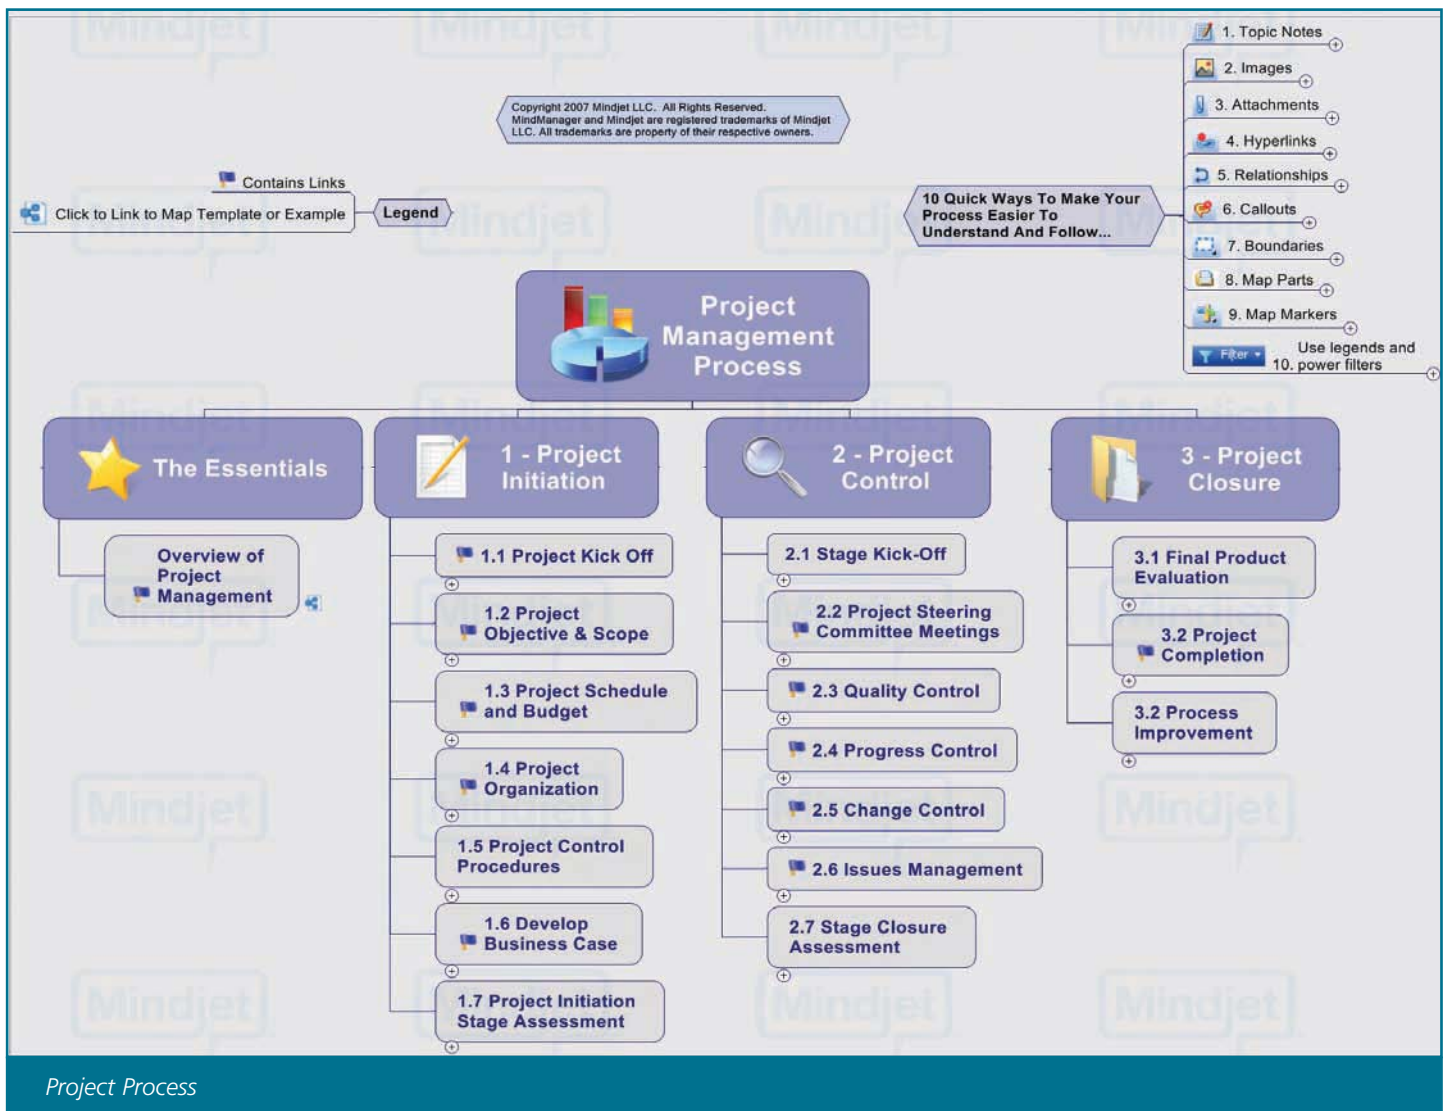 Copyright 2007 Mindjet LLC.  All Rights Reserved.
MindManager and Mindjet are registered trademarks of Mindjet
LLC. All trademarks are property of their respective owners.
Contains Links
Click to Link to Map Template or Example
Legend
10 Quick Ways To Make Your
Process Easier To
Understand And Follow...
1. Topic Notes
2. Images
3. Attachments
4. Hyperlinks
5. Relationships
6. Callouts
7. Boundaries
8. Map Parts
9. Map Markers
Filter
Use legends and
10. power filters
Project
Management
Process
The Essentials
Overview of
Project
Management
1 - Project
Initiation
1.1 Project Kick Off
1.2 Project
Objective & Scope
1.3 Project Schedule
and Budget
1.4 Project
Organization
1.5 Project Control
Procedures
1.6 Develop
Business Case
1.7 Project Initiation
Stage Assessment
2 - Project
Control
2.1 Stage Kick-Off
2.2 Project Steering
Committee Meetings
2.3 Quality Control
2.4 Progress Control
2.5 Change Control
2.6 Issues Management
2.7 Stage Closure
Assessment
3 - Project
Closure
3.1 Final Product
Evaluation
3.2 Project
Completion
3.2 Process
Improvement
Mindjet
Project Process